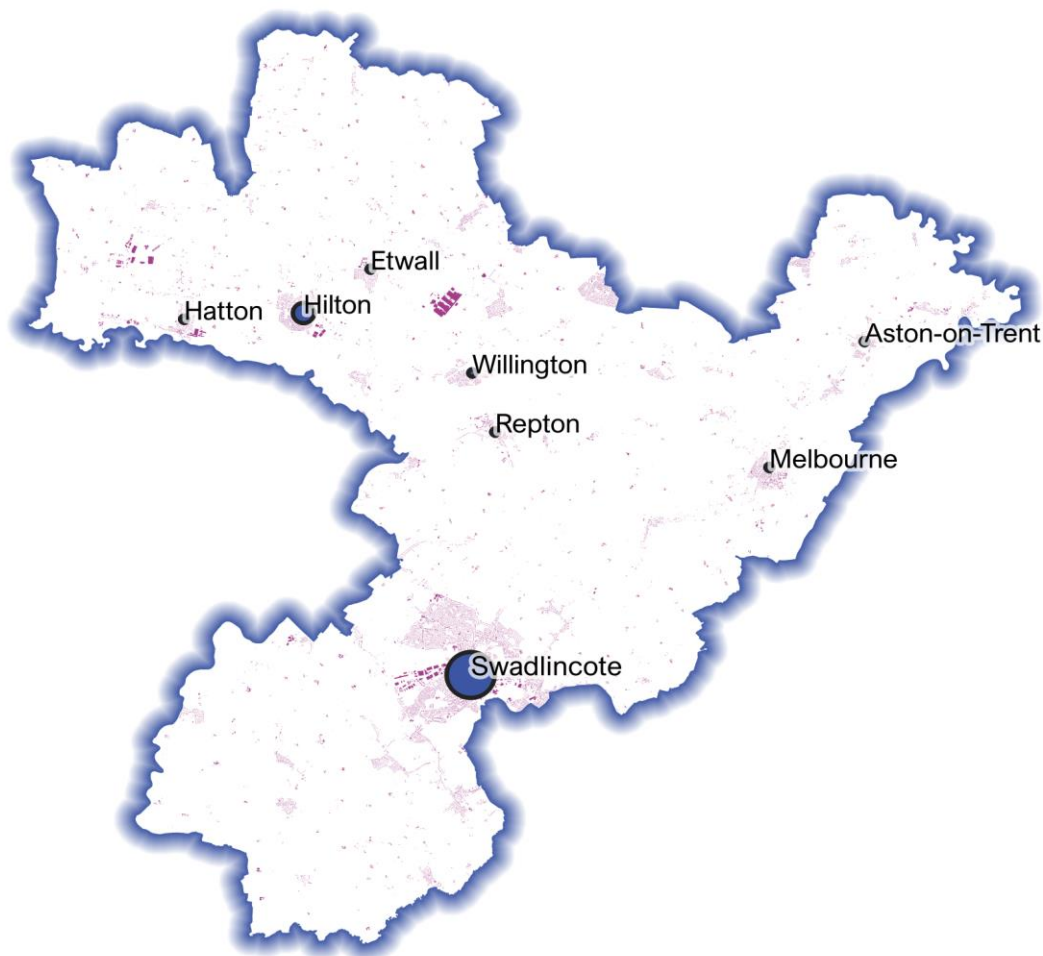 Etwall
Hatton
Hilton
Aston-on-Trent
Willington
Repton
Melbourne
Swadlincote